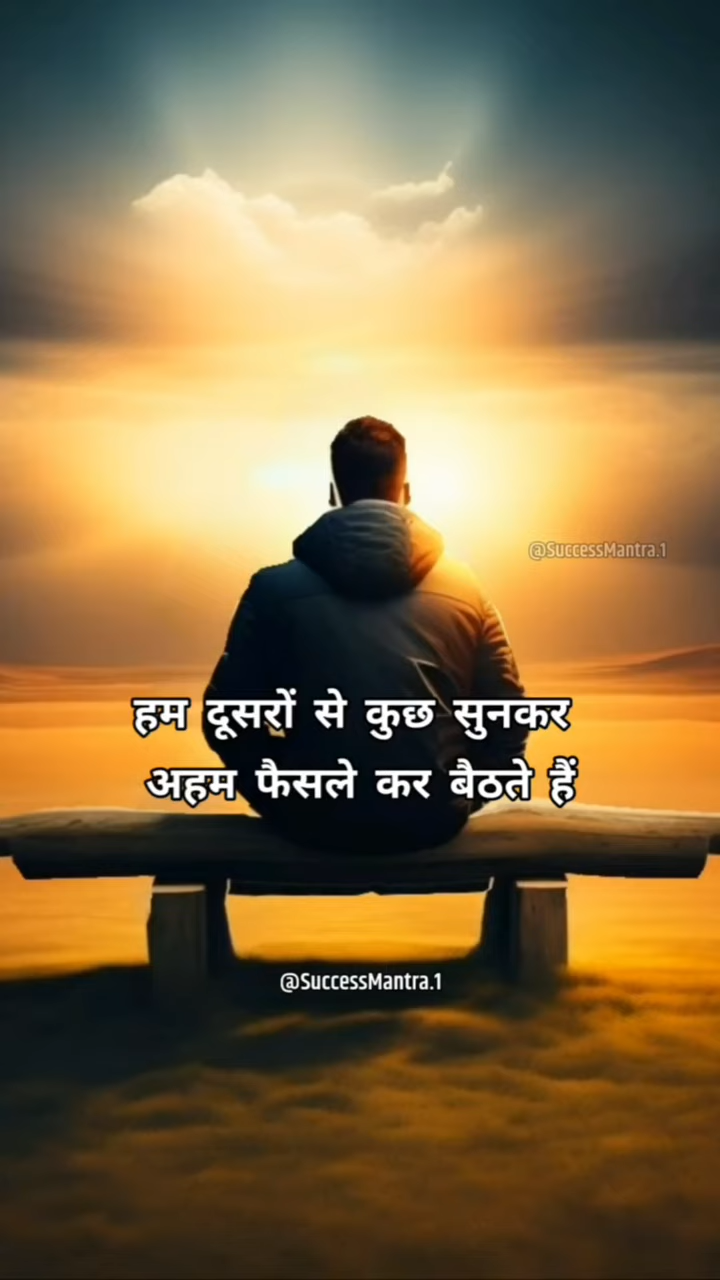 @SuccessMantra.1
हम दूसरों से कुछ सुनकर
अहम फैसले कर बैठते हैं
@SuccessMantra.1